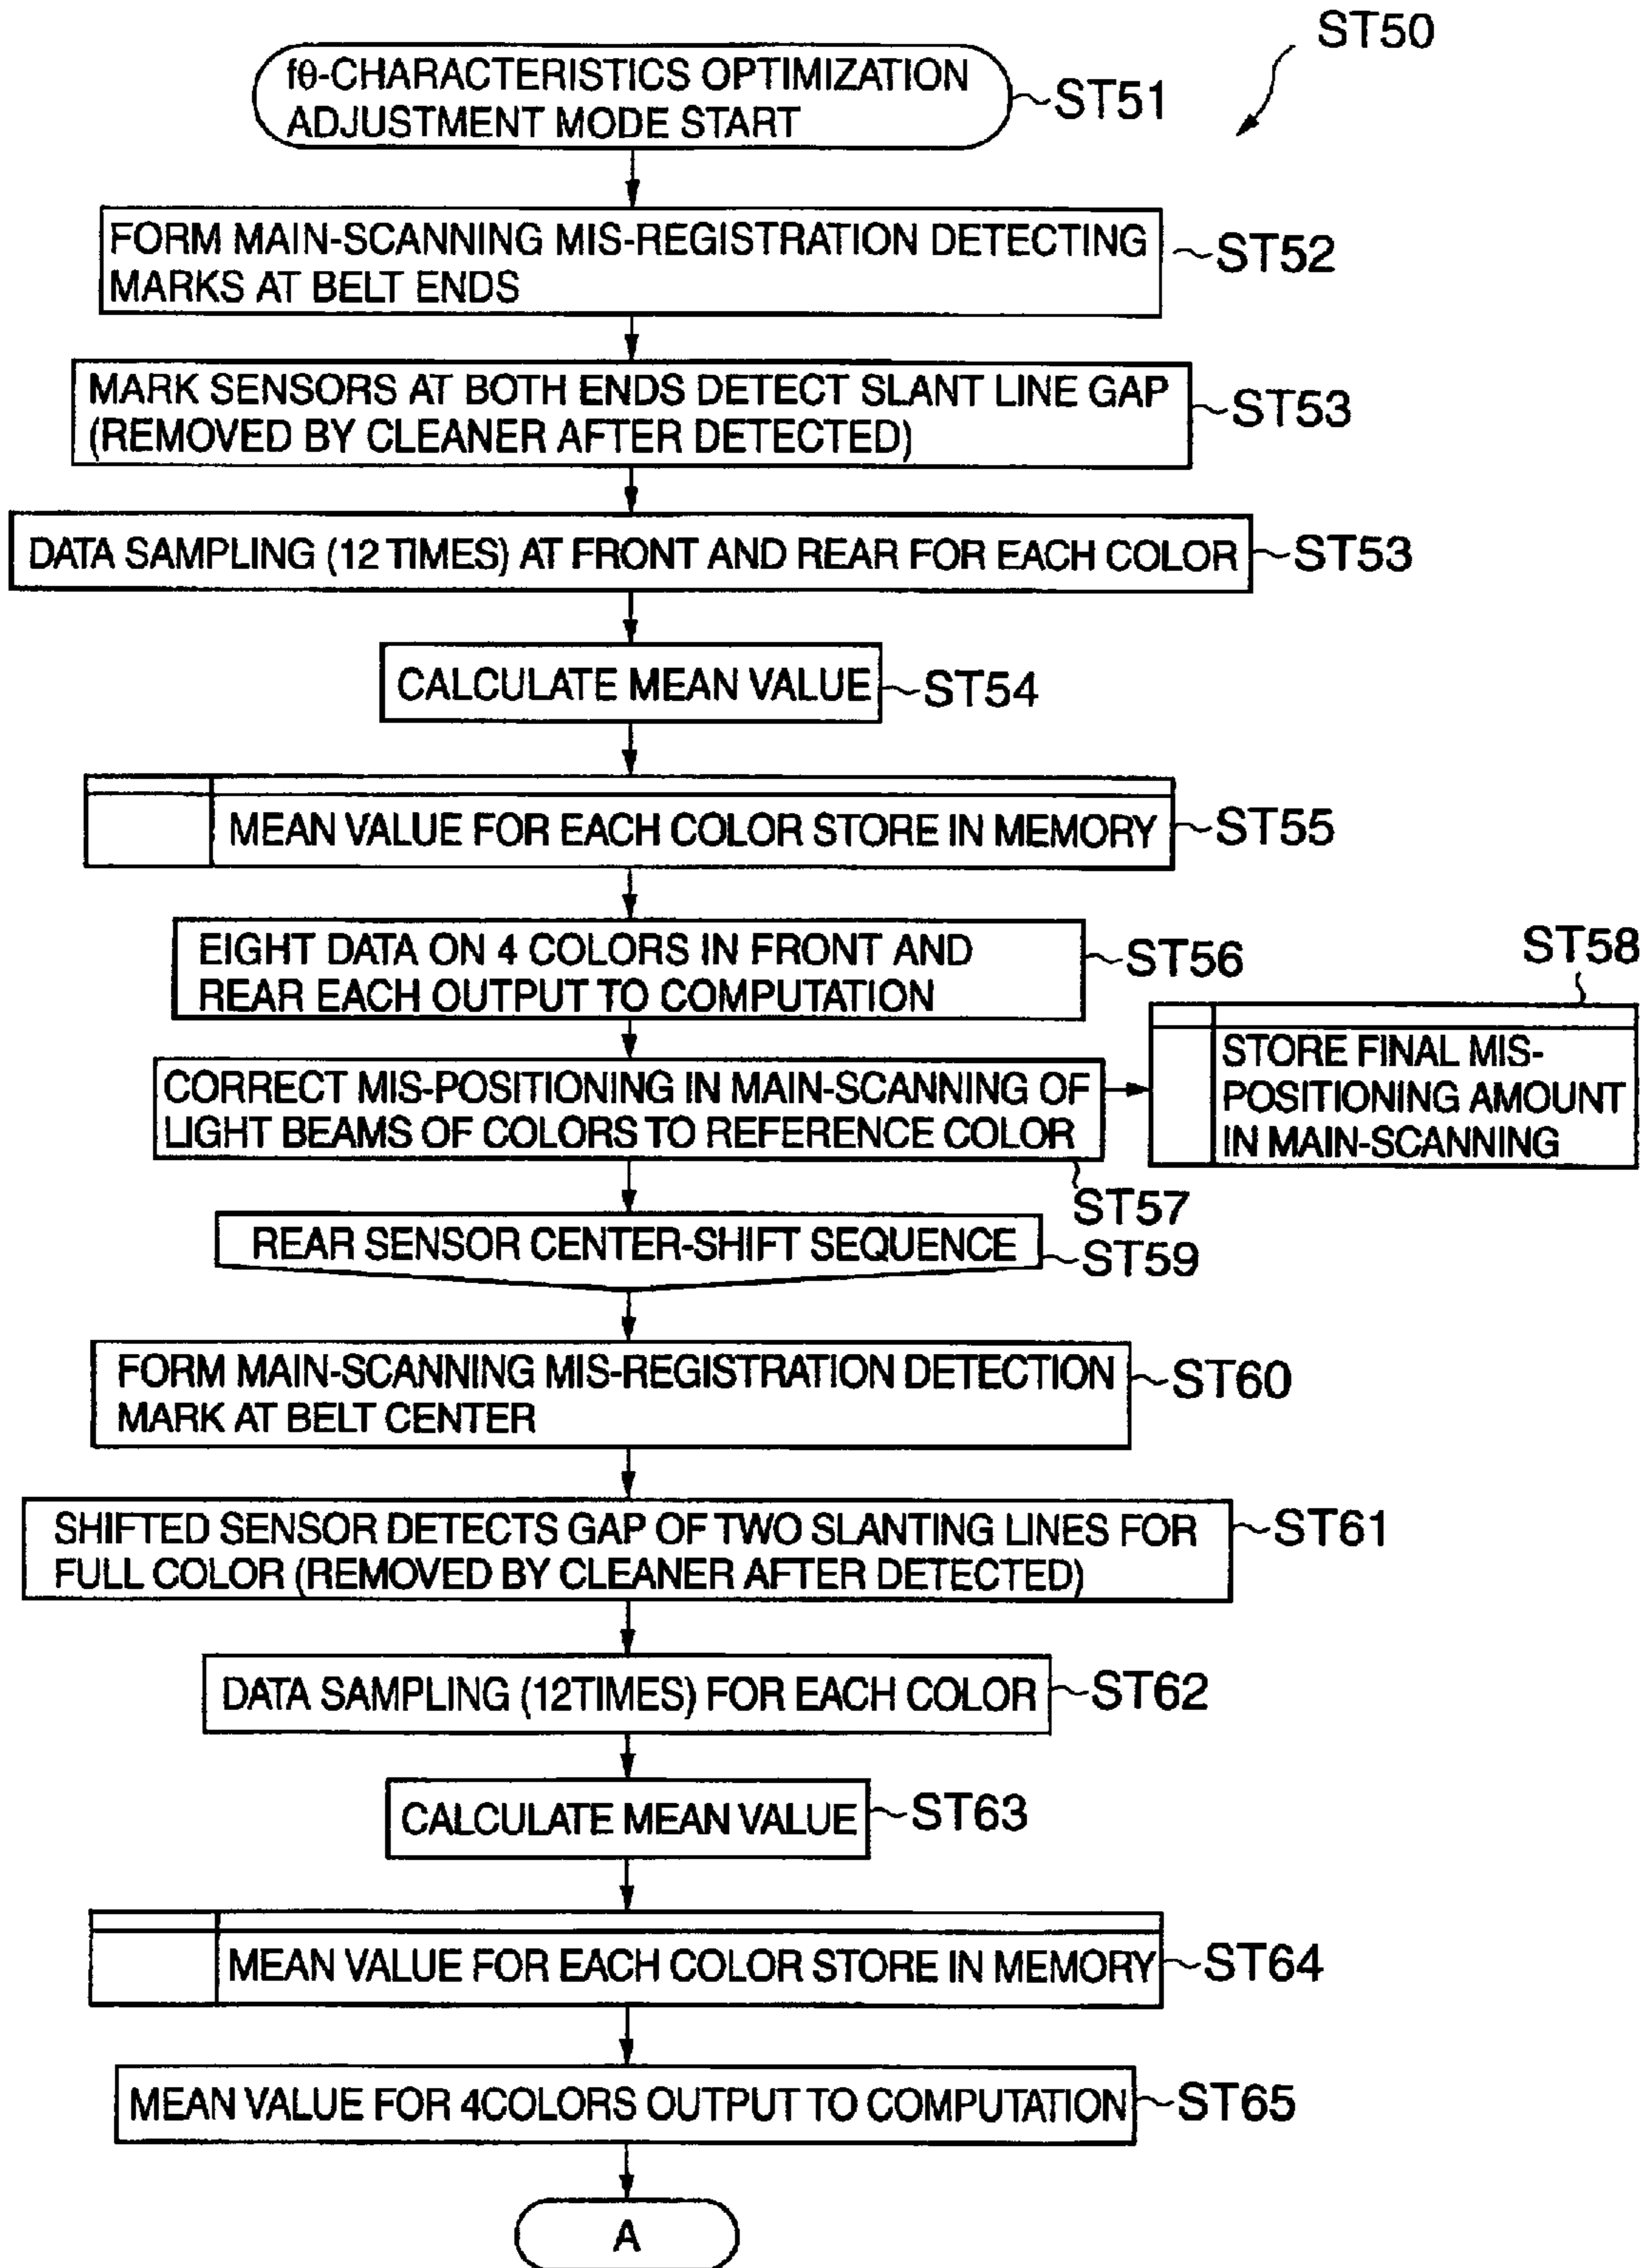 ST50
fθ-CHARACTERISTICS OPTIMIZATION
ADJUSTMENT MODE START
ST51
FORM MAIN-SCANNING MIS-REGISTRATION DETECTING
MARKS AT BELT ENDS
ST52
MARK SENSORS AT BOTH ENDS DETECT SLANT LINE GAP
(REMOVED BY CLEANER AFTER DETECTED)
ST53
DATA SAMPLING (12 TIMES) AT FRONT AND REAR FOR EACH COLOR
ST53
CALCULATE MEAN VALUE
ST54
MEAN VALUE FOR EACH COLOR STORE IN MEMORY
ST55
EIGHT DATA ON 4 COLORS IN FRONT AND
REAR EACH OUTPUT TO COMPUTATION
ST56
CORRECT MIS-POSITIONING IN MAIN-SCANNING OF
LIGHT BEAMS OF COLORS TO REFERENCE COLOR
ST57
ST58
STORE FINAL MIS-
POSITIONING AMOUNT
IN MAIN-SCANNING
REAR SENSOR CENTER-SHIFT SEQUENCE
ST59
FORM MAIN-SCANNING MIS-REGISTRATION DETECTION
MARK AT BELT CENTER
ST60
SHIFTED SENSOR DETECTS GAP OF TWO SLANTING LINES FOR
FULL COLOR (REMOVED BY CLEANER AFTER DETECTED)
ST61
DATA SAMPLING (12TIMES) FOR EACH COLOR
ST62
CALCULATE MEAN VALUE
ST63
MEAN VALUE FOR EACH COLOR STORE IN MEMORY
ST64
MEAN VALUE FOR 4COLORS OUTPUT TO COMPUTATION
ST65
A